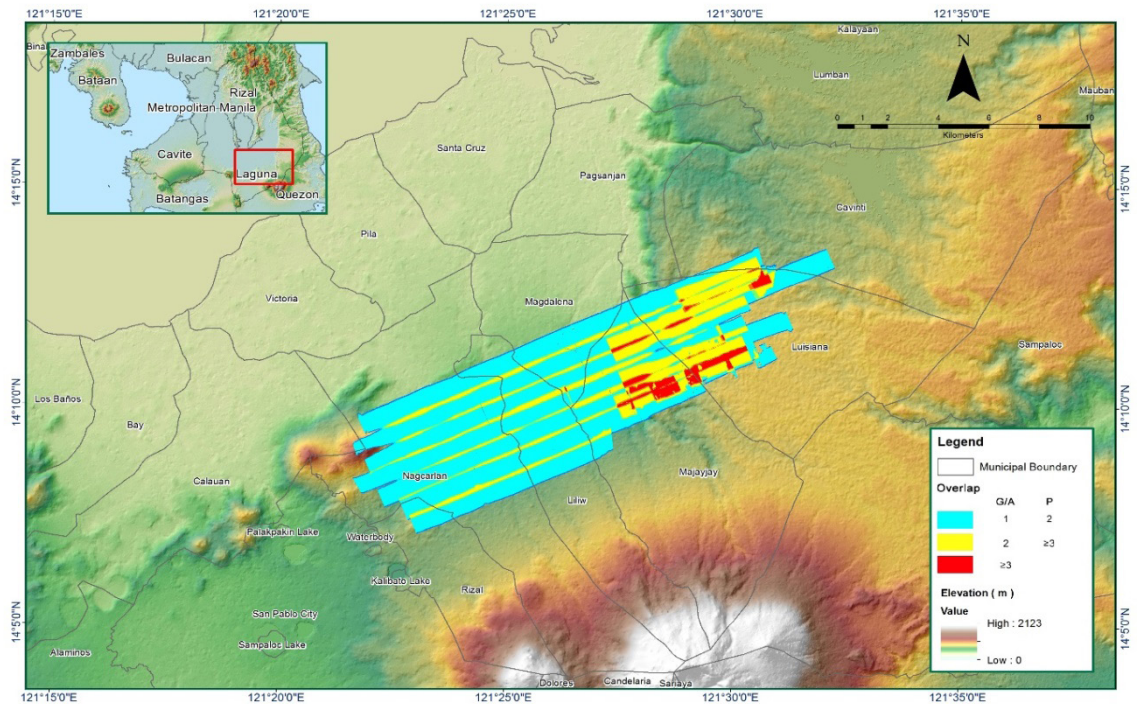 121°15'0"E
121°20'0"E
121°25'0"E
121°30'0"E
121°35'0"E
Zambales
Bulacan
Bataan
Rizal
Metropolitan-Manila
Cavite
Laguna
Batangas
Quezon
Kalayaan
N
Lumban
Mauban
0 1 2 4 6 8 10
Kilometers
Santa Cruz
Pagsanjan
14°15'0"N
14°15'0"N
Cavinti
Pila
Victoria
Magdalena
Luisiana
Sampaloc
Los Baños
Bay
14°10'0"N
14°10'0"N
Calauan
Nagcarlan
Majayjay
Liliw
Palakpakin Lake
Waterbody
Kalibato Lake
Rizal
San Pablo City
Sampaloc Lake
Alaminos
14°5'0"N
14°5'0"N
Dolores
Candelaria
Sariaya
Legend
Municipal Boundary
Overlap
G/A P
1 2
2 ≥3
≥3
Elevation ( m )
Value
High : 2123
Low : 0
121°15'0"E
121°20'0"E
121°25'0"E
121°30'0"E
121°35'0"E